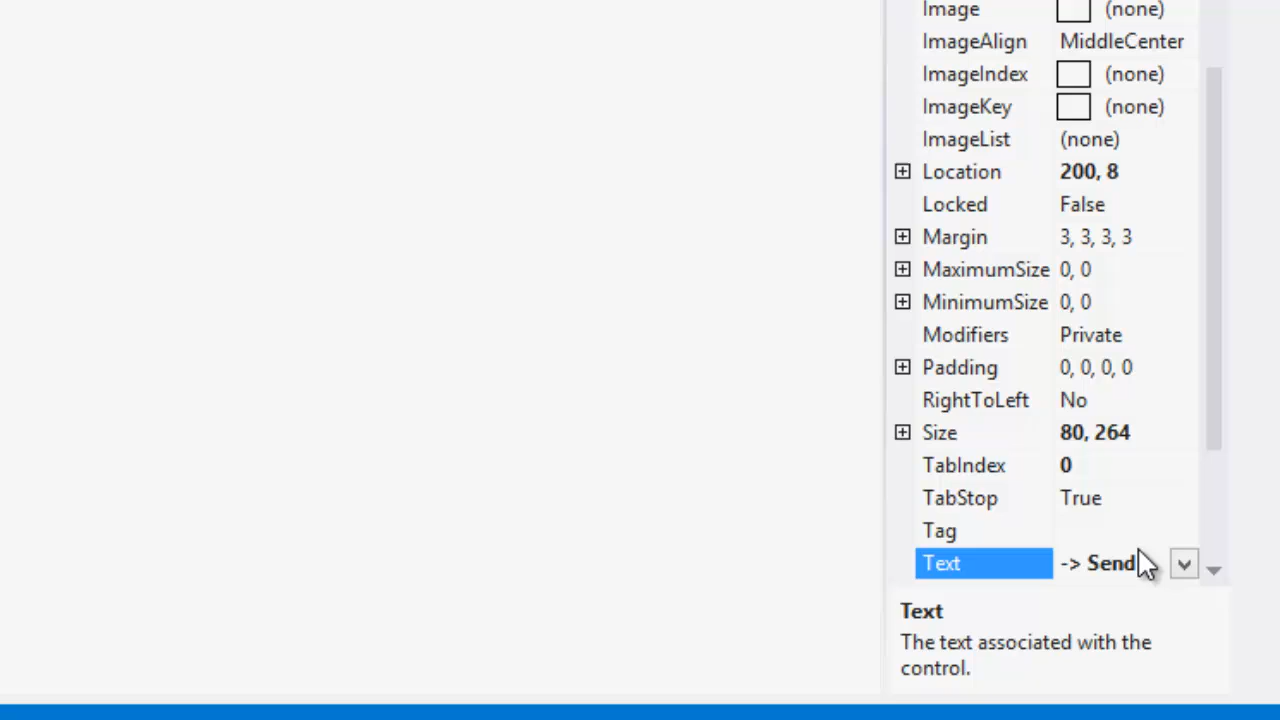 Image (none)
ImageAlign MiddleCenter
ImageIndex (none)
ImageKey (none)
ImageList (none)
Location 200, 8
Locked False
Margin 3, 3, 3, 3
MaximumSize 0, 0
MinimumSize 0, 0
Modifiers Private
Padding 0, 0, 0, 0
RightToLeft No
Size 80, 264
TabIndex 0
TabStop True
Tag
Text -> Send
Text
The text associated with the
control.